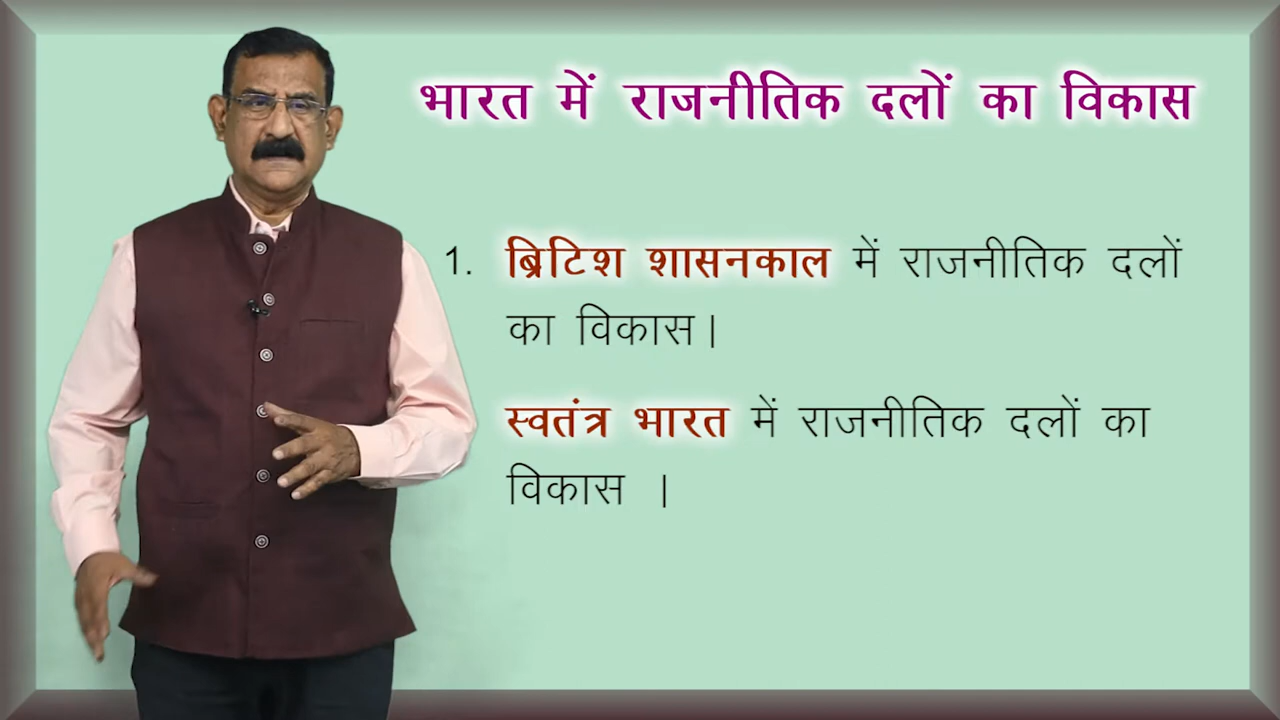 भारत में राजनीतिक दलों का विकास
1. ब्रिटिश शासनकाल में राजनीतिक दलों
का विकास।
स्वतंत्र भारत में राजनीतिक दलों का
विकास ।